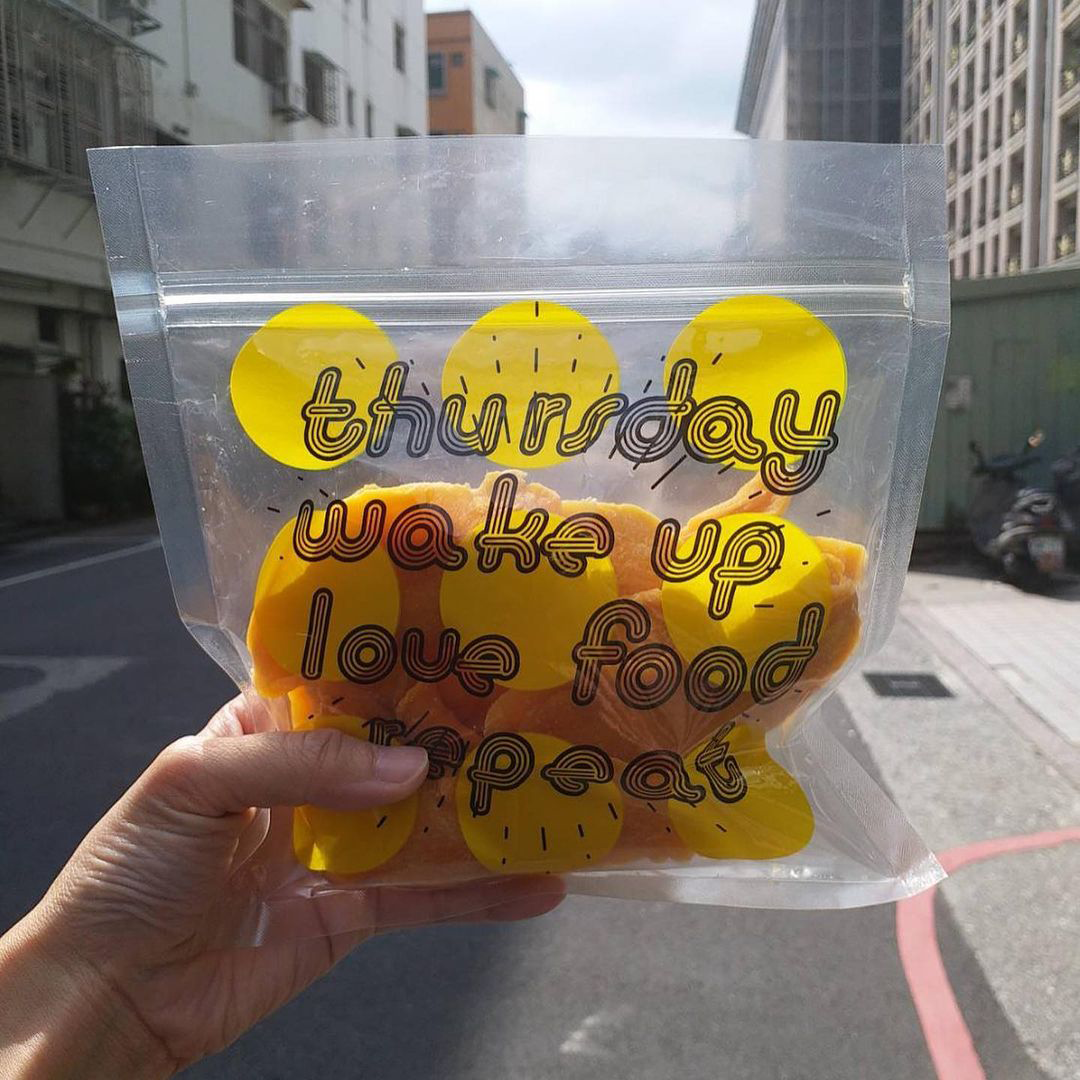 thursday
wake up
love food
repeat